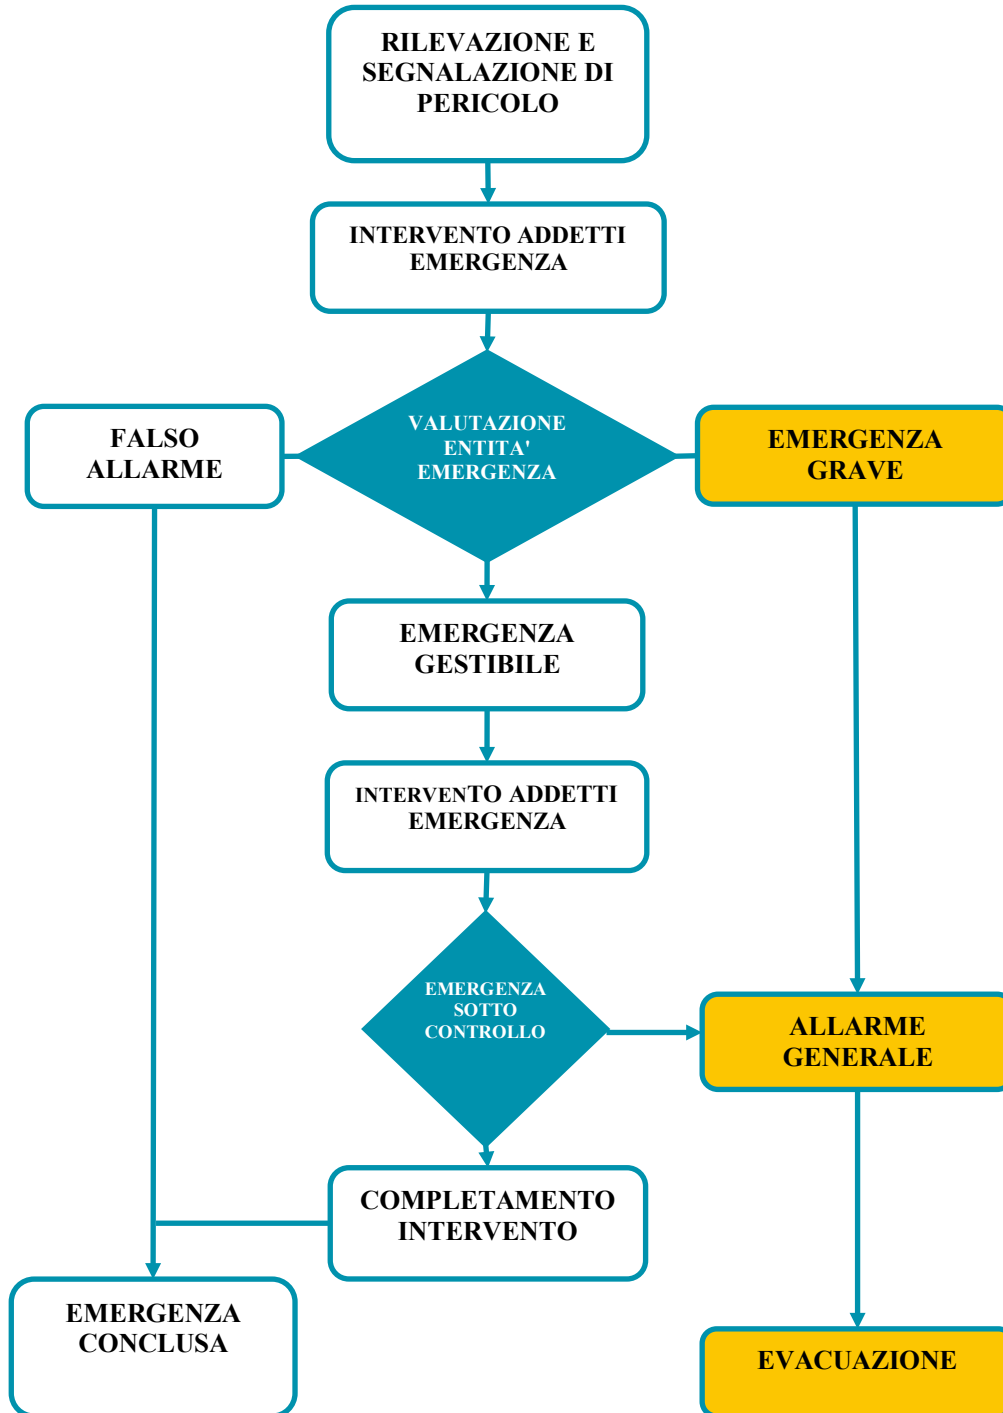 RILEVAZIONE E
SEGNALAZIONE DI
PERICOLO
INTERVENTO ADDETTI
EMERGENZA
VALUTAZIONE
ENTITA'
EMERGENZA
FALSO
ALLARME
EMERGENZA
GRAVE
EMERGENZA
GESTIBILE
INTERVENTO ADDETTI
EMERGENZA
EMERGENZA
SOTTO
CONTROLLO
ALLARME
GENERALE
COMPLETAMENTO
INTERVENTO
EMERGENZA
CONCLUSA
EVACUAZIONE